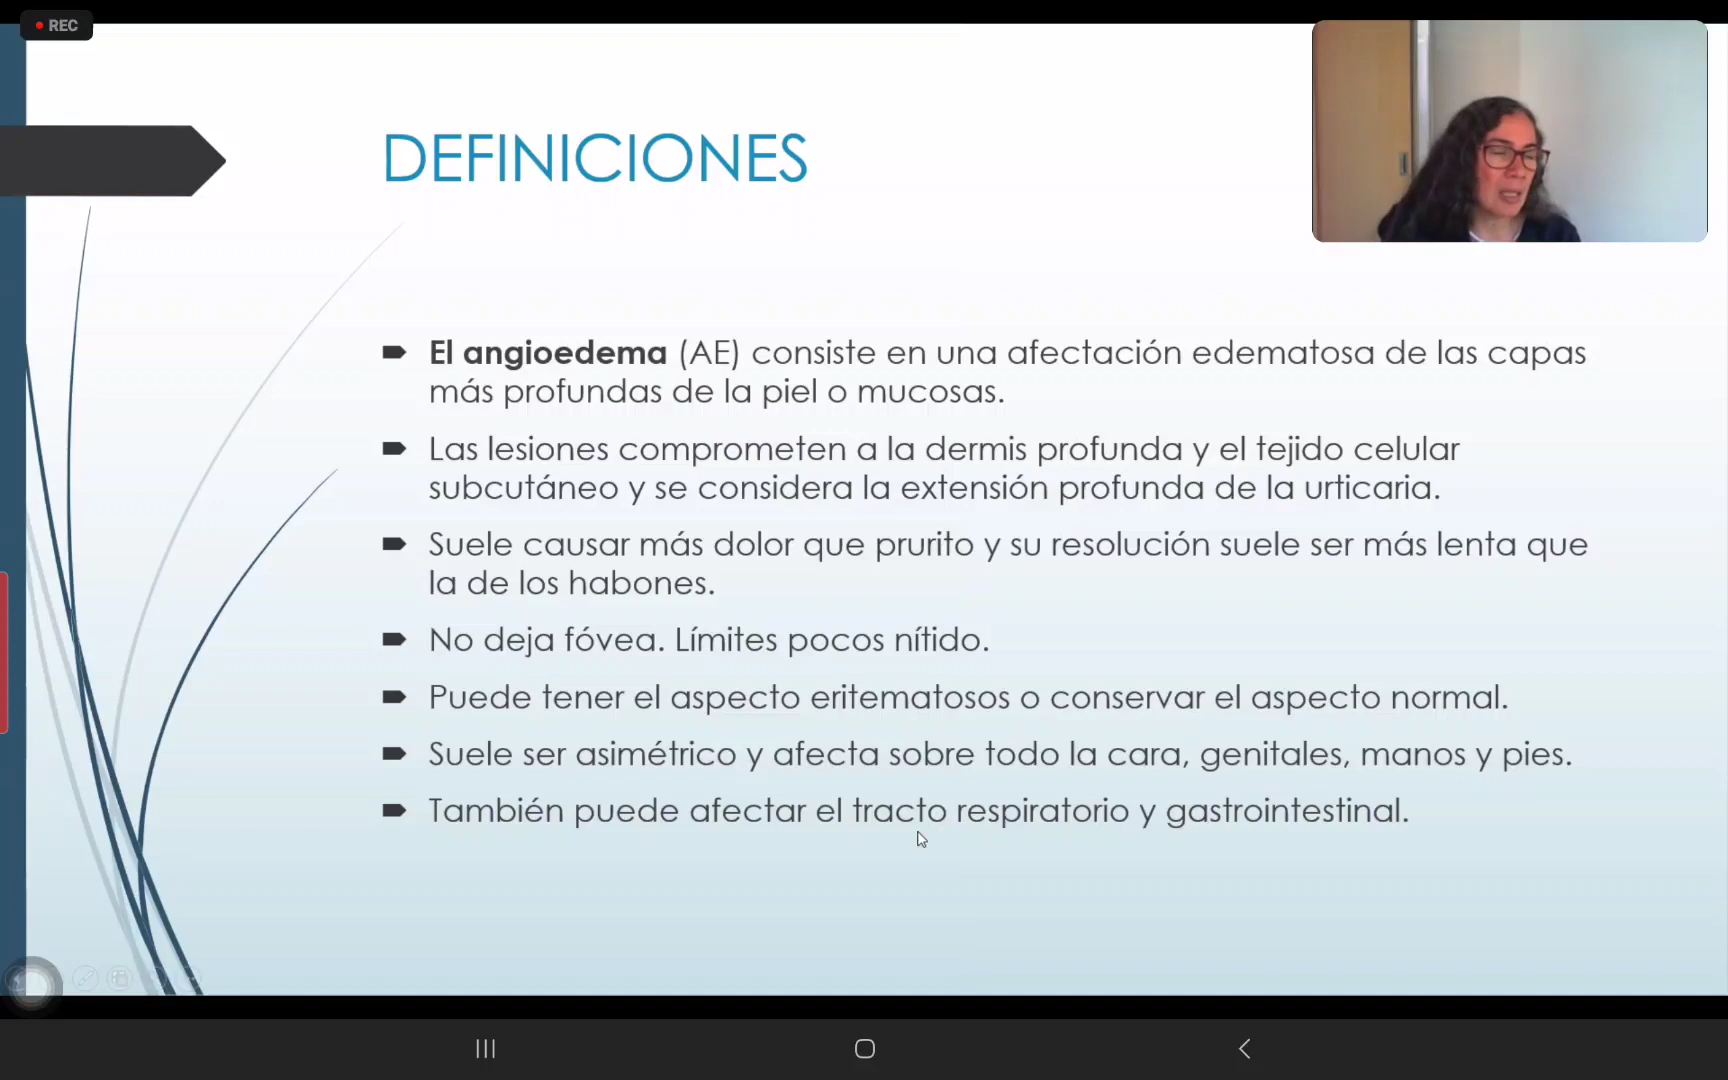 REC
DEFINICIONES
El angioedema (AE) consiste en una afectación edematosa de las capas
más profundas de la piel o mucosas.
Las lesiones comprometen a la dermis profunda y el tejido celular
subcutáneo y se considera la extensión profunda de la urticaria.
Suele causar más dolor que prurito y su resolución suele ser más lenta que
la de los habones.
No deja fóvea. Límites pocos nítido.
Puede tener el aspecto eritematosos o conservar el aspecto normal.
Suele ser asimétrico y afecta sobre todo la cara, genitales, manos y pies.
También puede afectar el tracto respiratorio y gastrointestinal.